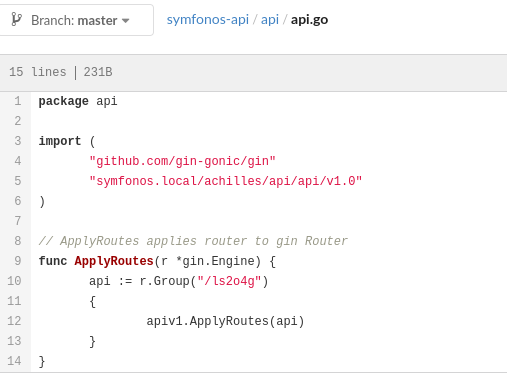 Branch: master symfonos-api / api / api.go
15 lines | 231B
1 package api
2
3 import (
4 "github.com/gin-gonic/gin"
5 "symfonos.local/achilles/api/api/v1.0"
6 )
7
8 // ApplyRoutes applies router to gin Router
9 func ApplyRoutes(r *gin.Engine) {
10 api := r.Group("/ls2o4g")
11 {
12 apiv1.ApplyRoutes(api)
13 }
14 }